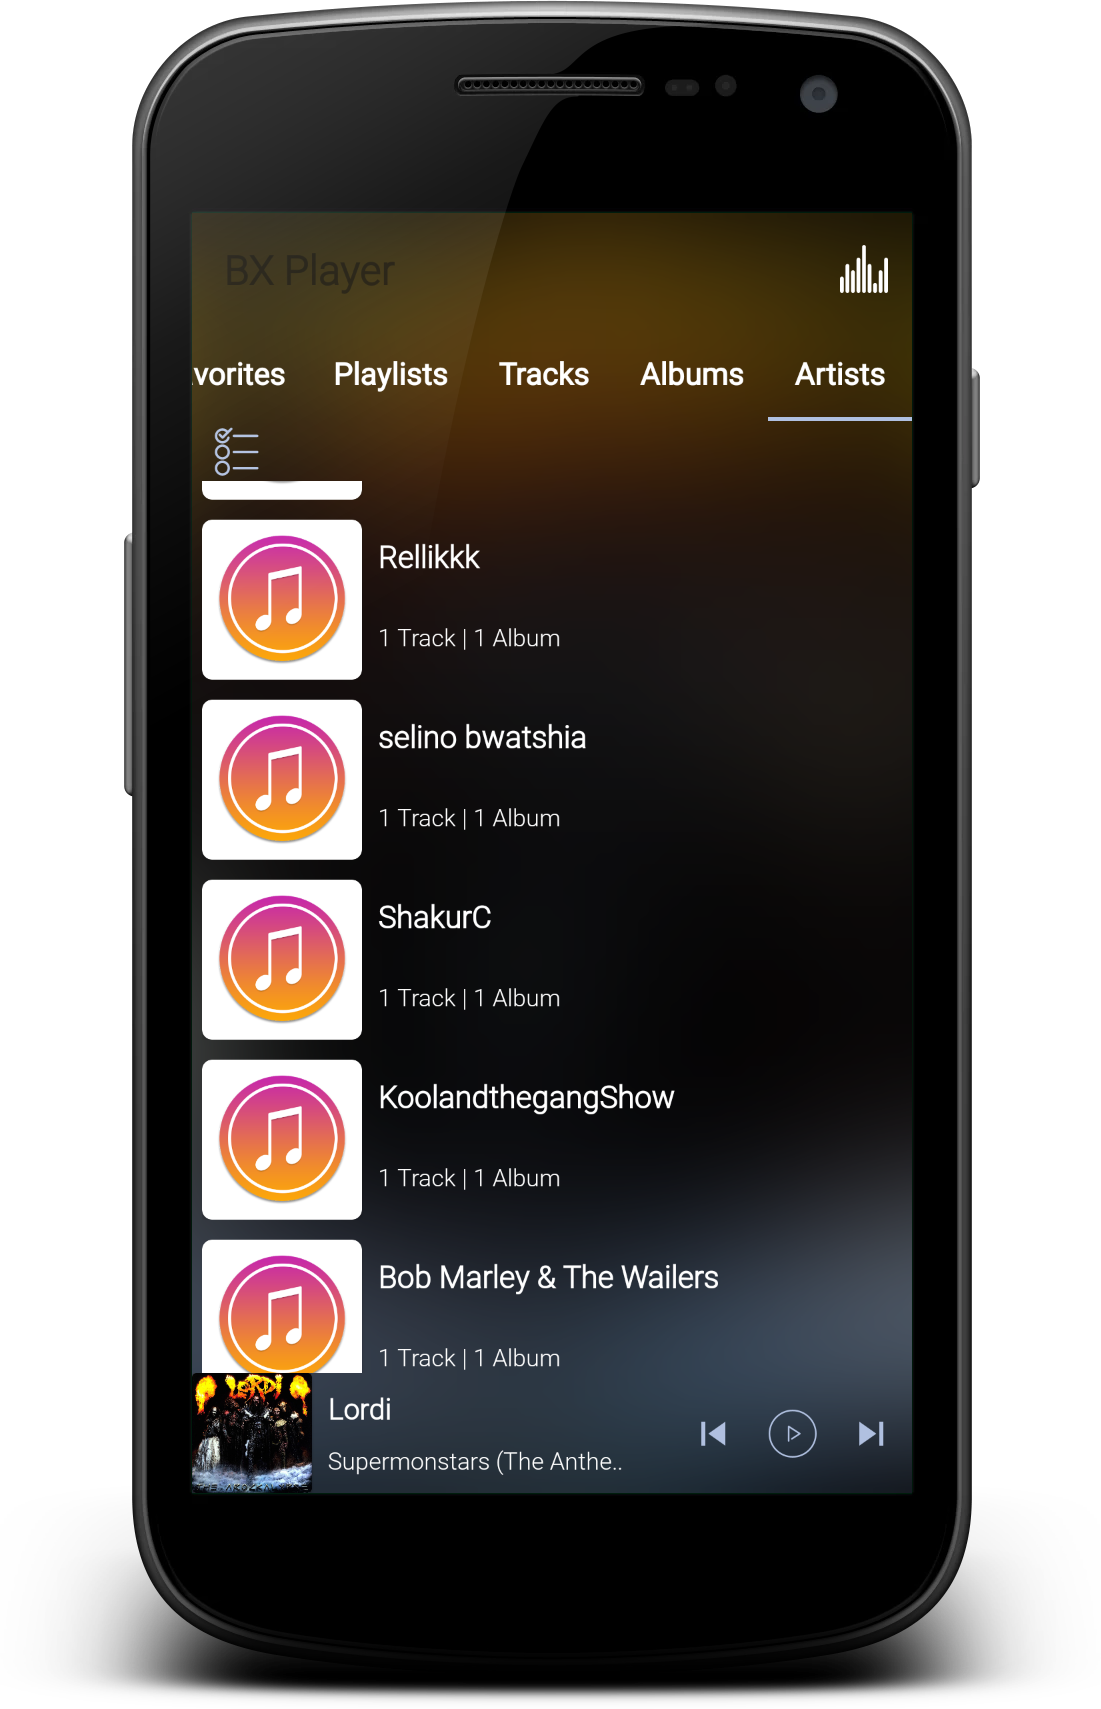 BX Player
vorites Playlists Tracks Albums Artists
Rellikkk
1 Track | 1 Album
selino bwatshia
1 Track | 1 Album
ShakurC
1 Track | 1 Album
KoolandthegangShow
1 Track | 1 Album
Bob Marley & The Wailers
1 Track | 1 Album
LORDI
Lordi
Supermonstars (The Anthe..